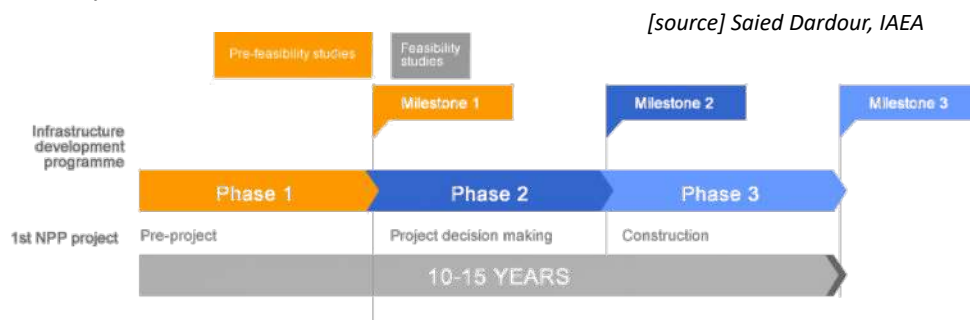 [source] Saied Dardour, IAEA
Pre-feasibility studies
Feasibility
studies
Milestone 1
Milestone 2
Milestone 3
Infrastructure
development
programme
Phase 1
Phase 2
Phase 3
1st NPP project
Pre-project
Project decision making
Construction
10-15 YEARS